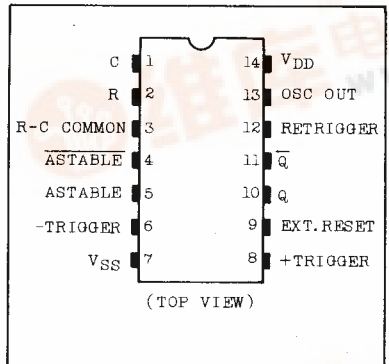 C 1 14 VDD
R 2 13 OSC OUT
R-C COMMON 3 12 RETRIGGER
ASTABLE 4 11 Q
ASTABLE 5 10 Q
-TRIGGER 6 9 EXT.RESET
VSS 7 8 +TRIGGER
(TOP VIEW)